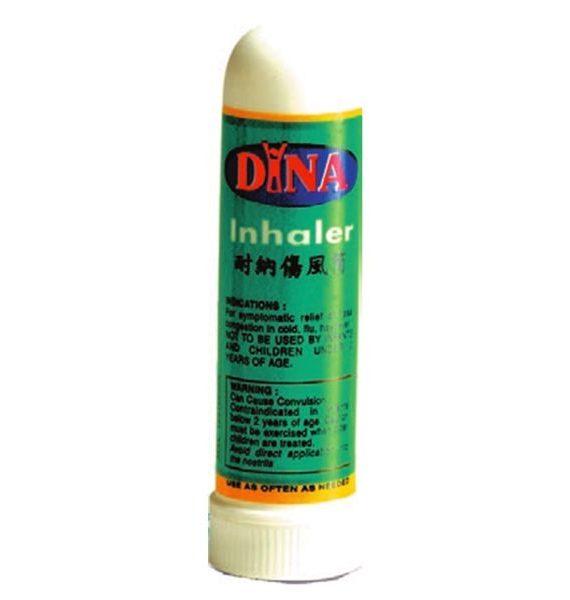 DINA
Inhaler
耐納傷風筒
INDICATIONS :
For symptomatic relief
congestion in cold, flu,
NOT TO BE USED BY
AND CHILDREN
YEARS OF AGE.
WARNING :
Can Cause Convulsion
Contraindicated in
below 2 years of age.
must be exercised
children are treated.
Avoid direct
the nostrils
USE AS OFTEN AS NEEDED